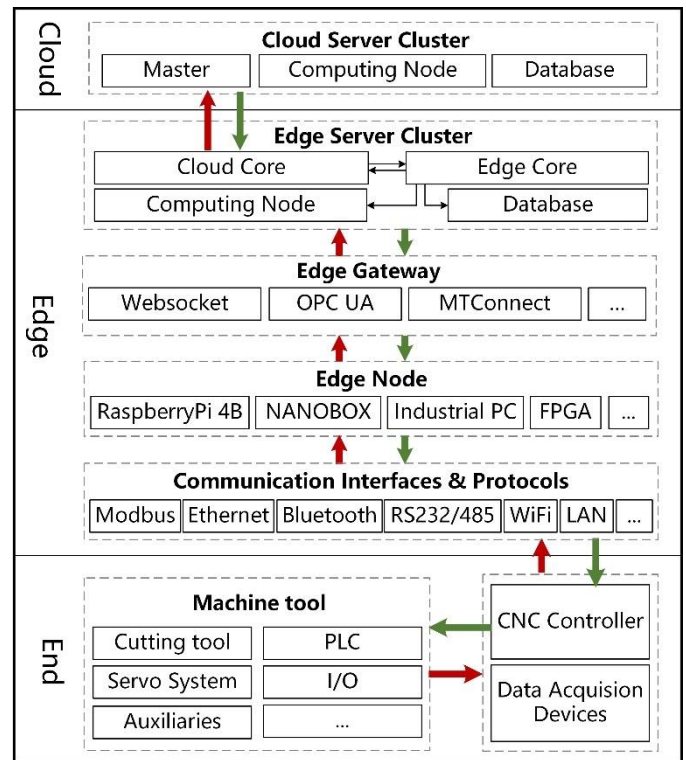 Cloud
Cloud Server Cluster
Master
Computing Node
Database
Edge
Edge Server Cluster
Cloud Core
Edge Core
Computing Node
Database
Edge Gateway
Websocket
OPC UA
MTConnect
...
Edge Node
RaspberryPi 4B
NANOBOX
Industrial PC
FPGA
...
Communication Interfaces & Protocols
Modbus
Ethernet
Bluetooth
RS232/485
WiFi
LAN
...
End
Machine tool
Cutting tool
PLC
Servo System
I/O
Auxiliaries
...
CNC Controller
Data Acquision
Devices